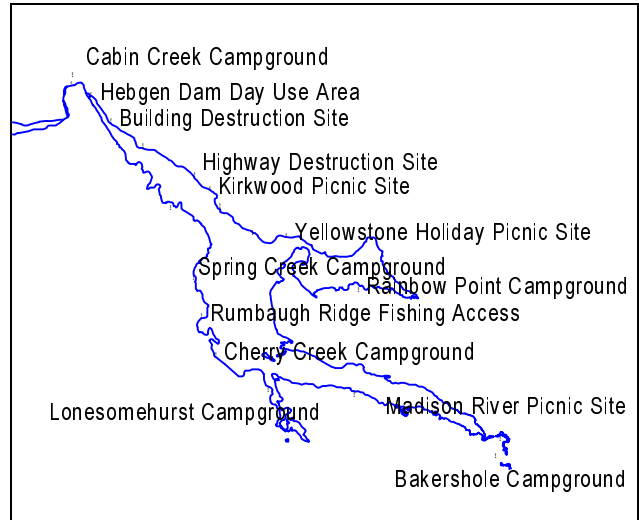 Cabin Creek Campground
Hebgen Dam Day Use Area
Building Destruction Site
Highway Destruction Site
Kirkwood Picnic Site
Yellowstone Holiday Picnic Site
Spring Creek Campground
Rainbow Point Campground
Rumbaugh Ridge Fishing Access
Cherry Creek Campground
Madison River Picnic Site
Lonesomehurst Campground
Bakershole Campground